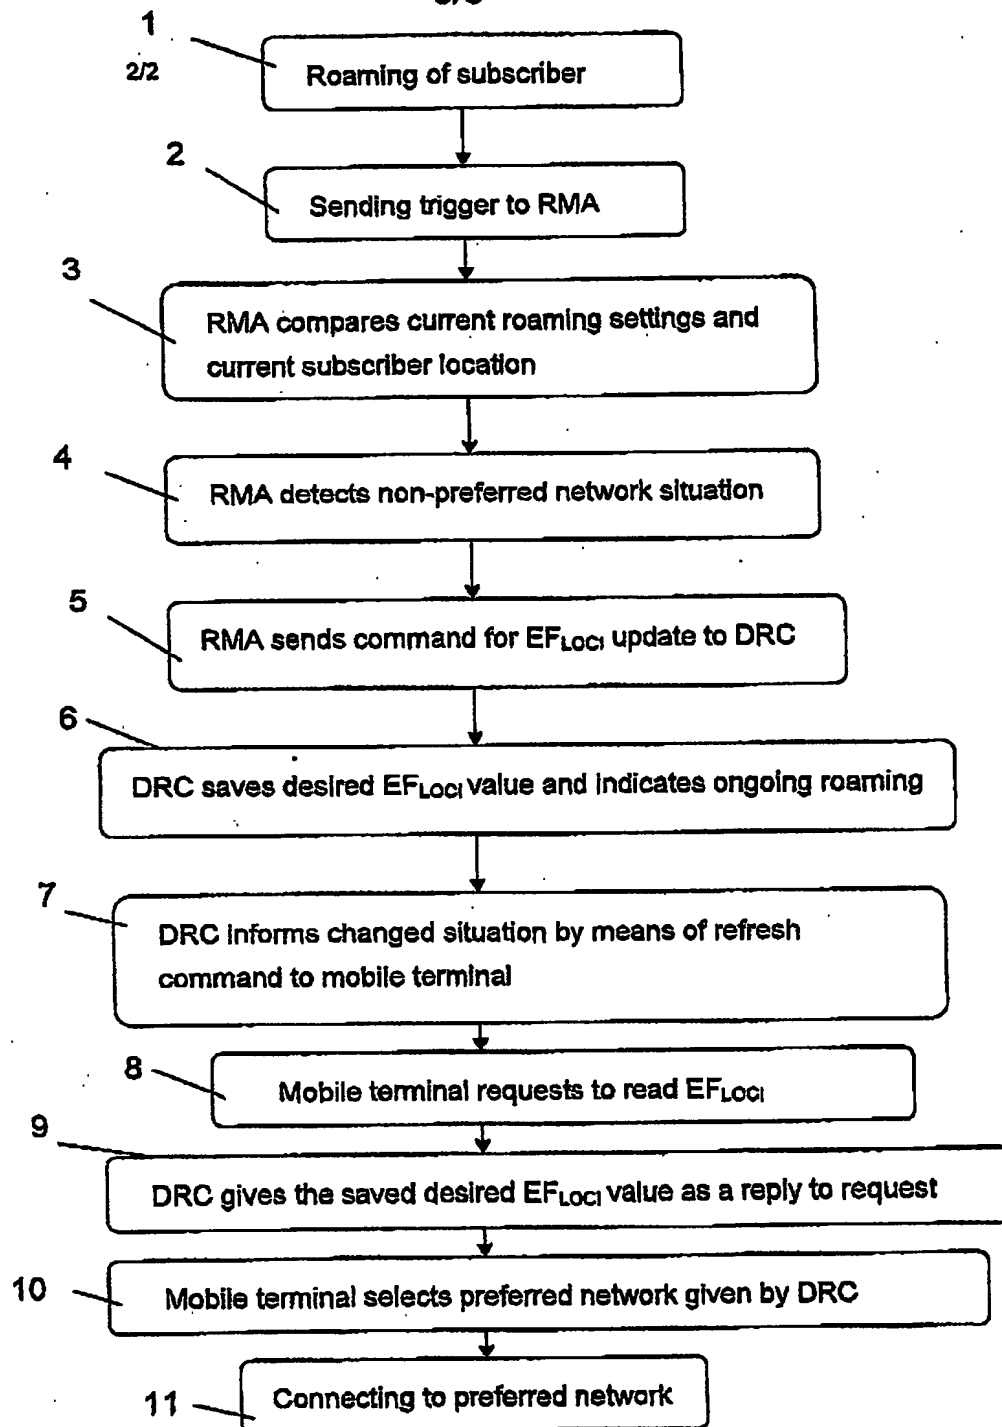 1
2/2
Roaming of subscriber
2
Sending trigger to RMA
3
RMA compares current roaming settings and
current subscriber location
4
RMA detects non-preferred network situation
5
RMA sends command for EFLOCI update to DRC
6
DRC saves desired EFLOCI value and indicates ongoing roaming
7
DRC informs changed situation by means of refresh
command to mobile terminal
8
Mobile terminal requests to read EFLOCI
9
DRC gives the saved desired EFLOCI value as a reply to request
10
Mobile terminal selects preferred network given by DRC
11
Connecting to preferred network